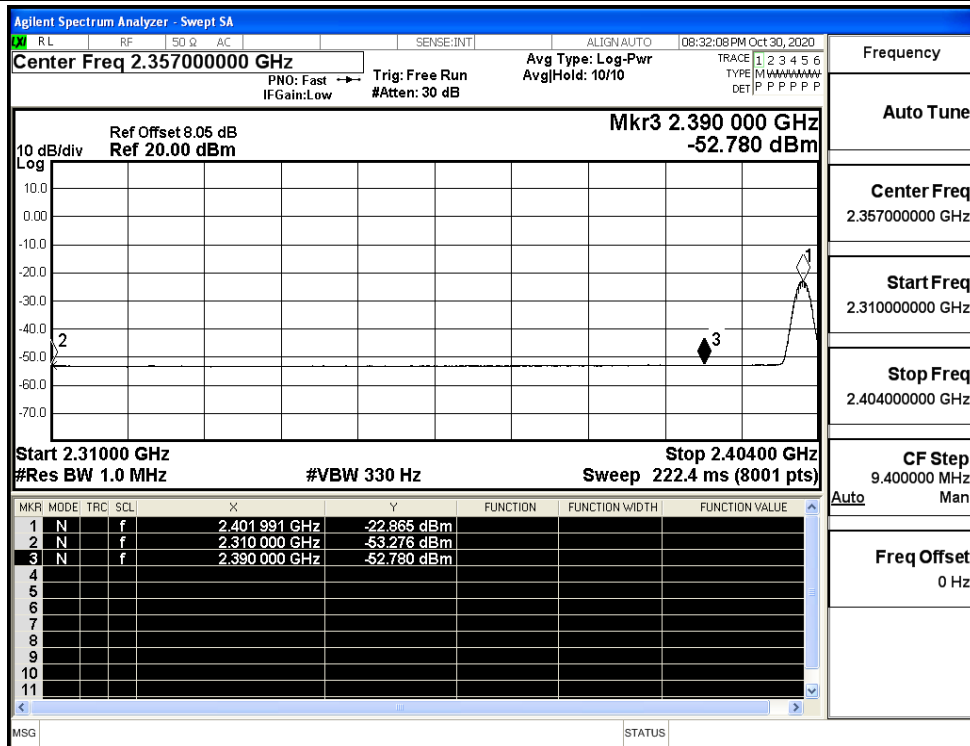 Agilent Spectrum Analyzer - Swept SA
LXI RL RF 50 Ω AC SENSE:INT ALIGN AUTO 08:32:08 PM Oct 30, 2020
Center Freq 2.357000000 GHz
PNO: Fast
IFGain:Low
Trig: Free Run
#Atten: 30 dB
Avg Type: Log-Pwr
Avg|Hold: 10/10
TRACE 1 2 3 4 5 6
TYPE M W W W W W
DET P P P P P P
Ref Offset 8.05 dB
10 dB/div Ref 20.00 dBm
Log
Mkr3 2.390 000 GHz
-52.780 dBm
10.0
0.00
-10.0
-20.0
-30.0
-40.0
-50.0
-60.0
-70.0
1
2
3
Start 2.31000 GHz Stop 2.40400 GHz
#Res BW 1.0 MHz #VBW 330 Hz Sweep 222.4 ms (8001 pts)
MKR MODE TRC SCL X Y FUNCTION FUNCTION WIDTH FUNCTION VALUE
1 N f 2.401 991 GHz -22.865 dBm
2 N f 2.310 000 GHz -53.276 dBm
3 N f 2.390 000 GHz -52.780 dBm
4
5
6
7
8
9
10
11
MSG STATUS
Frequency
Auto Tune
Center Freq
2.357000000 GHz
Start Freq
2.310000000 GHz
Stop Freq
2.404000000 GHz
CF Step
9.400000 MHz
Auto Man
Freq Offset
0 Hz